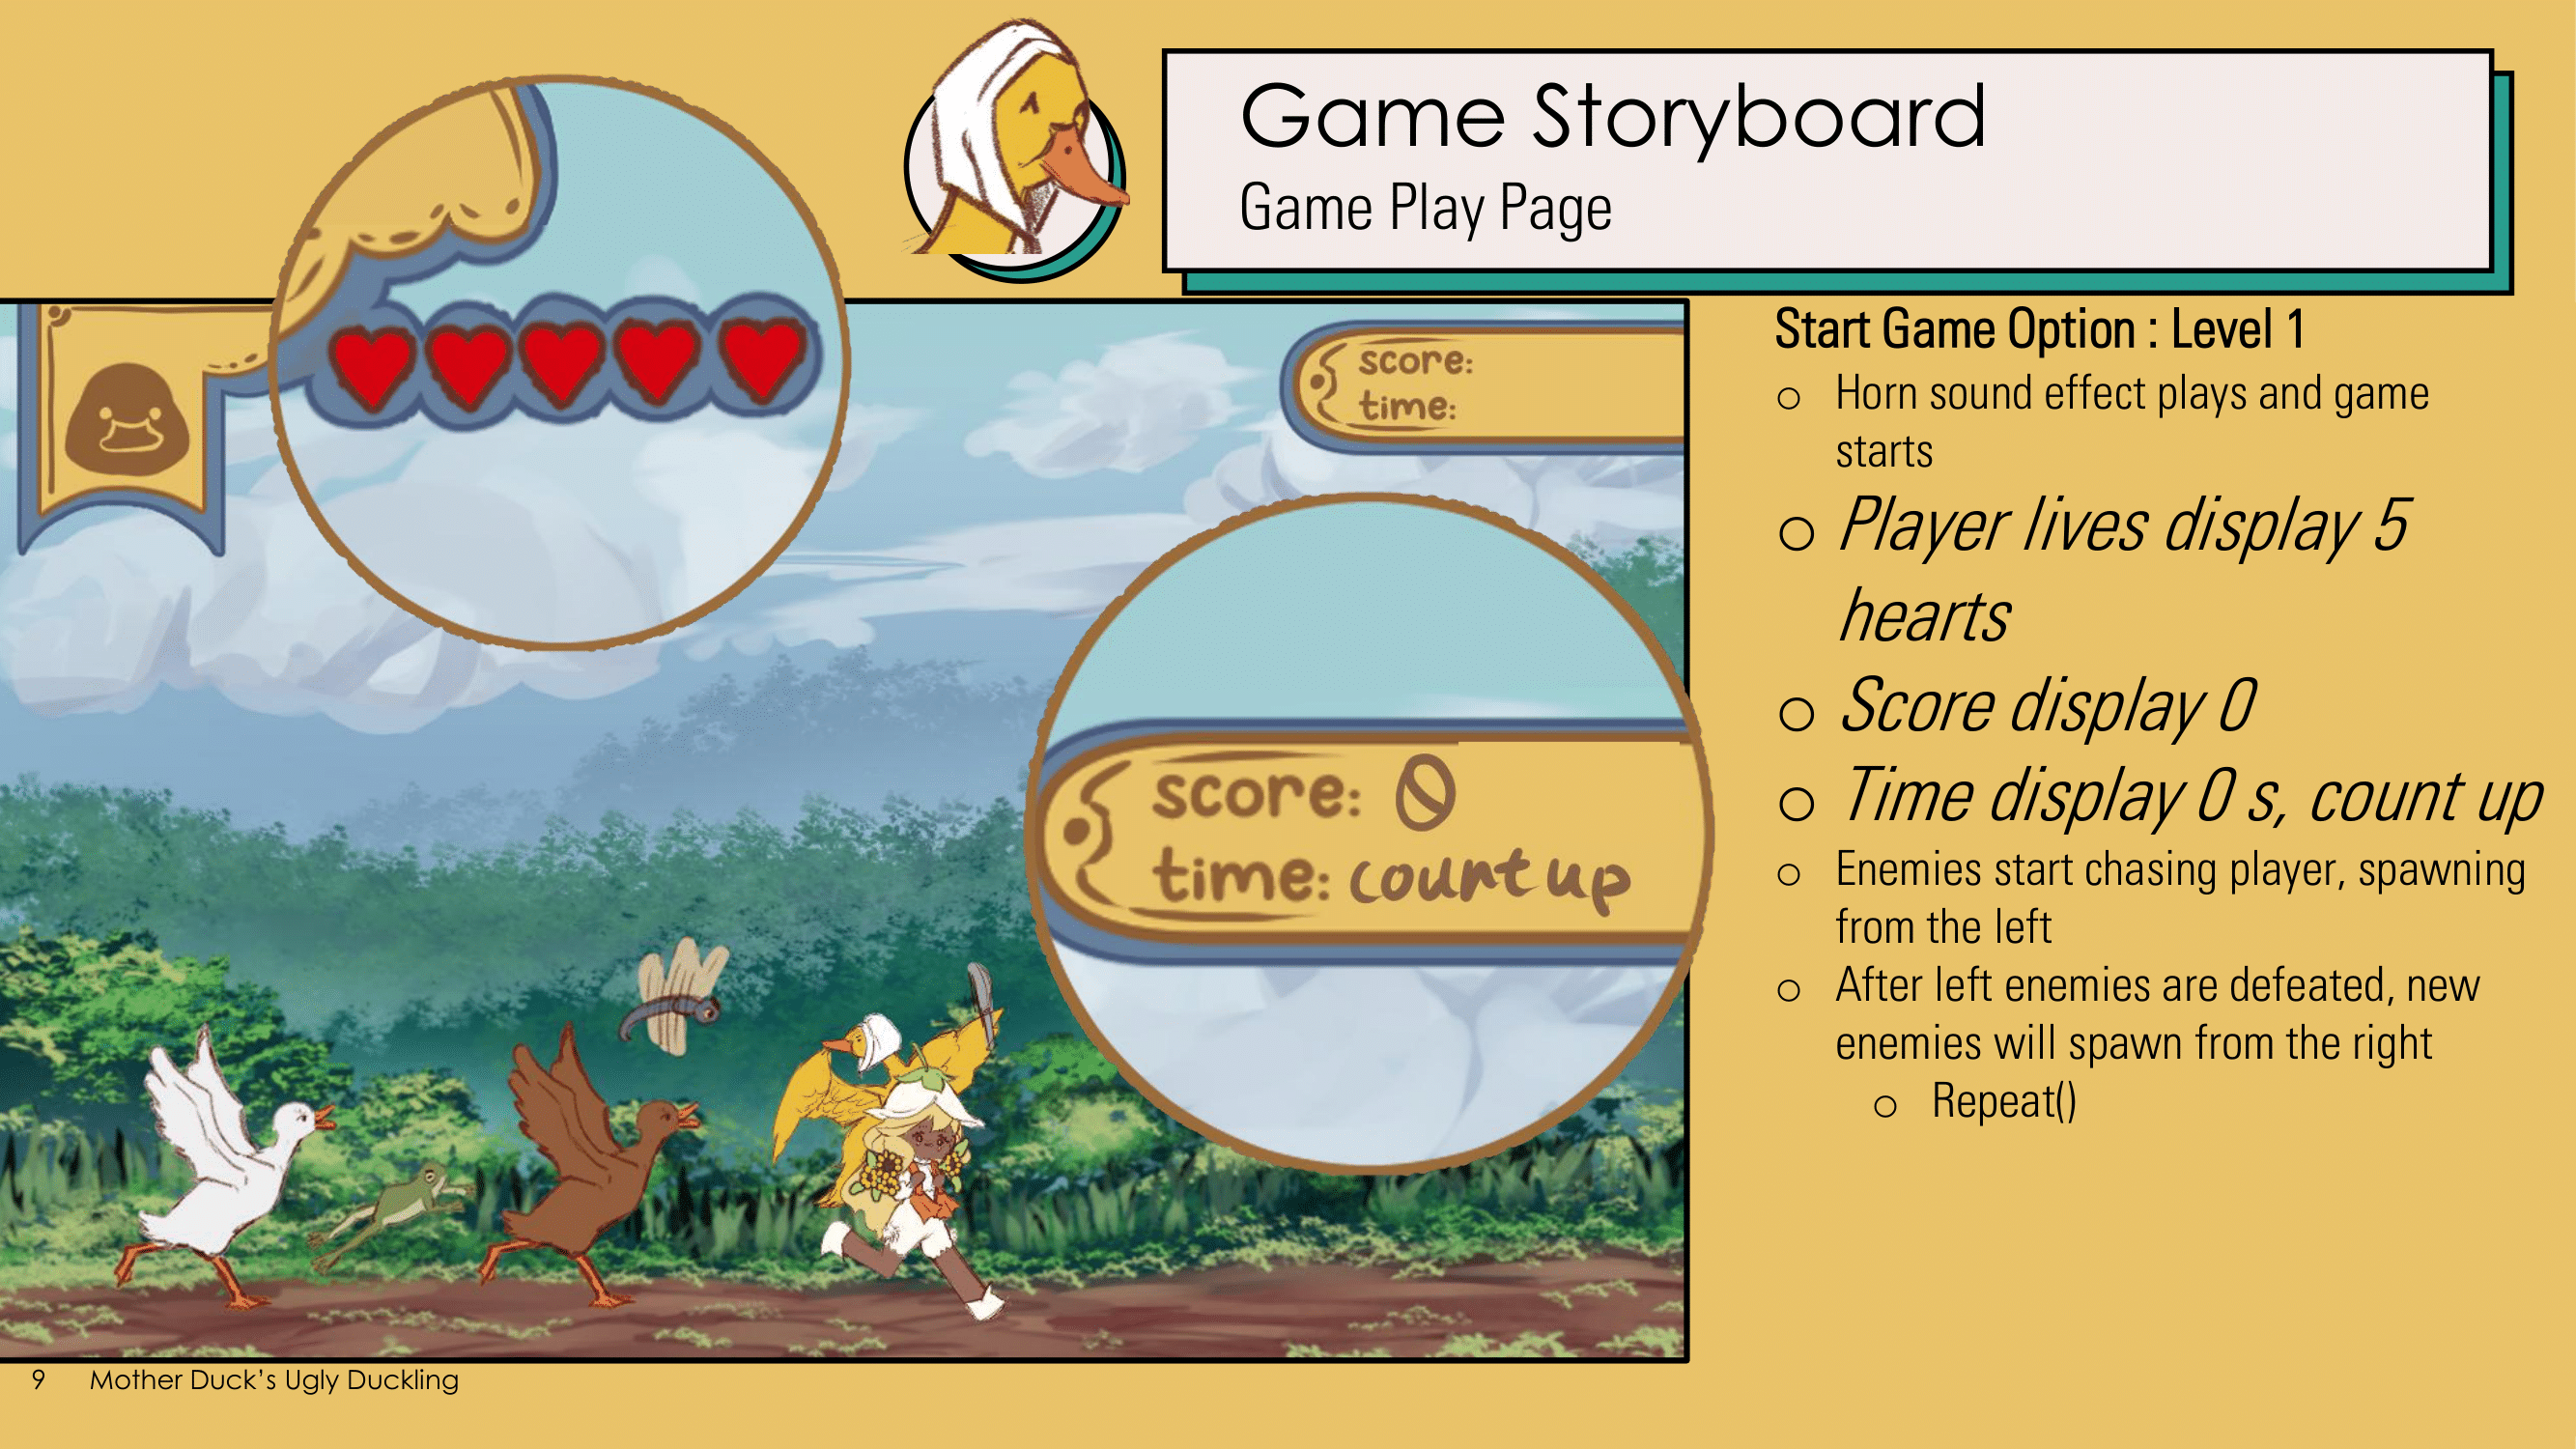 Game Storyboard
Game Play Page
score:
time:
score: 0
time: count up
Start Game Option : Level 1
o Horn sound effect plays and game
starts
o Player lives display 5
hearts
o Score display 0
o Time display 0 s, count up
o Enemies start chasing player, spawning
from the left
o After left enemies are defeated, new
enemies will spawn from the right
o Repeat()
9 Mother Duck’s Ugly Duckling